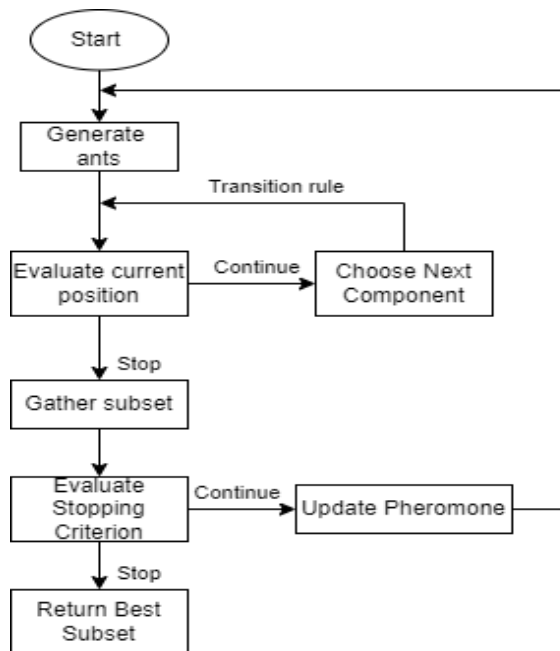 Start
Generate
ants
Transition rule
Evaluate current
position
Continue
Choose Next
Component
Stop
Gather subset
Evaluate
Stopping
Criterion
Continue
Update Pheromone
Stop
Return Best
Subset